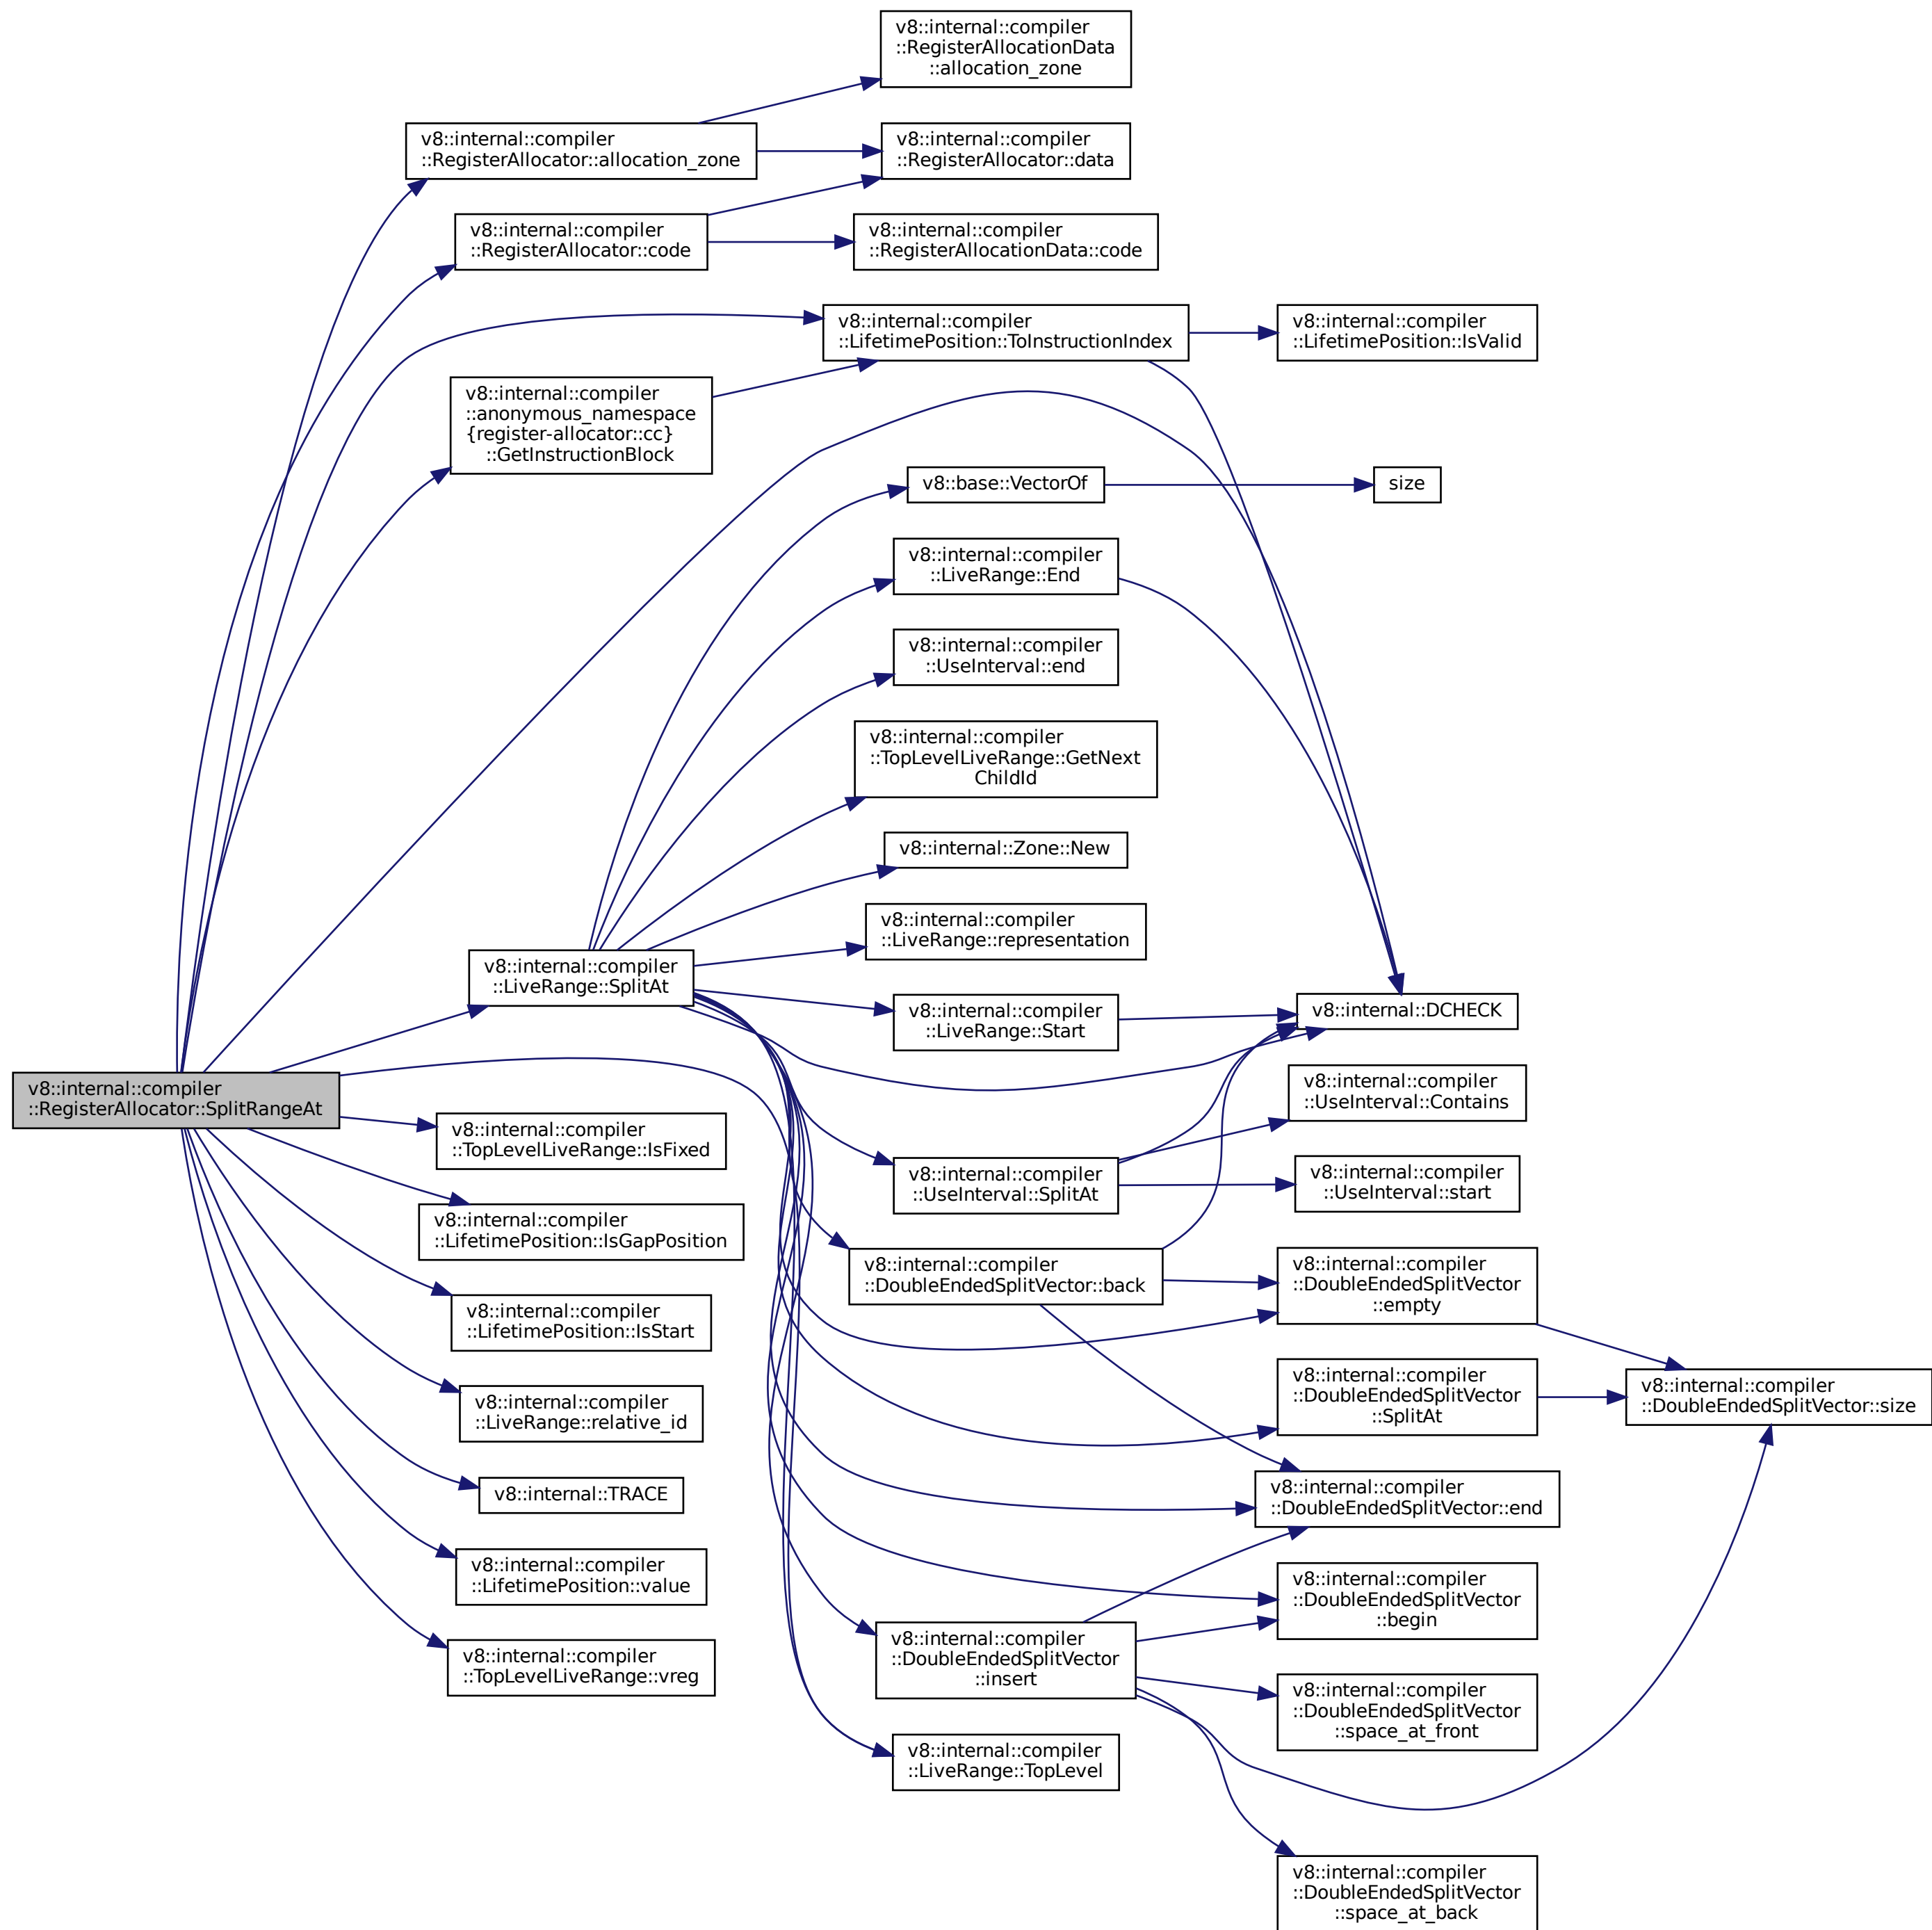 v8::internal::compiler
::RegisterAllocationData
::allocation_zone
v8::internal::compiler
::RegisterAllocator::allocation_zone
v8::internal::compiler
::RegisterAllocator::data
v8::internal::compiler
::RegisterAllocator::code
v8::internal::compiler
::RegisterAllocationData::code
v8::internal::compiler
::LifetimePosition::ToInstructionIndex
v8::internal::compiler
::LifetimePosition::IsValid
v8::internal::compiler
::anonymous_namespace
{register-allocator::cc}
::GetInstructionBlock
v8::base::VectorOf
size
v8::internal::compiler
::LiveRange::End
v8::internal::compiler
::UseInterval::end
v8::internal::compiler
::TopLevelLiveRange::GetNext
ChildId
v8::internal::Zone::New
v8::internal::compiler
::LiveRange::representation
v8::internal::compiler
::LiveRange::SplitAt
v8::internal::compiler
::LiveRange::Start
v8::internal::DCHECK
v8::internal::compiler
::RegisterAllocator::SplitRangeAt
v8::internal::compiler
::UseInterval::Contains
v8::internal::compiler
::TopLevelLiveRange::IsFixed
v8::internal::compiler
::UseInterval::SplitAt
v8::internal::compiler
::UseInterval::start
v8::internal::compiler
::LifetimePosition::IsGapPosition
v8::internal::compiler
::DoubleEndedSplitVector::back
v8::internal::compiler
::DoubleEndedSplitVector
::empty
v8::internal::compiler
::LifetimePosition::IsStart
v8::internal::compiler
::DoubleEndedSplitVector
::SplitAt
v8::internal::compiler
::DoubleEndedSplitVector::size
v8::internal::compiler
::LiveRange::relative_id
v8::internal::TRACE
v8::internal::compiler
::DoubleEndedSplitVector::end
v8::internal::compiler
::LifetimePosition::value
v8::internal::compiler
::DoubleEndedSplitVector
::begin
v8::internal::compiler
::TopLevelLiveRange::vreg
v8::internal::compiler
::DoubleEndedSplitVector
::insert
v8::internal::compiler
::DoubleEndedSplitVector
::space_at_front
v8::internal::compiler
::LiveRange::TopLevel
v8::internal::compiler
::DoubleEndedSplitVector
::space_at_back